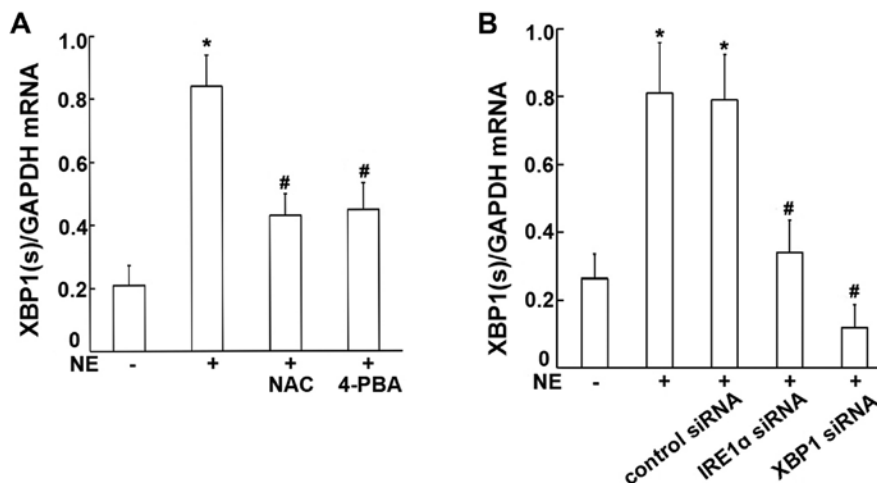 A
XBP1(s)/GAPDH mRNA
1.0
0.8
0.6
0.4
0.2
0
*
#
#
NE - + + +
NAC 4-PBA
B
XBP1(s)/GAPDH mRNA
1.0
0.8
0.6
0.4
0.2
0
*
*
#
#
NE - + + + +
control siRNA
IRE1α siRNA
XBP1 siRNA